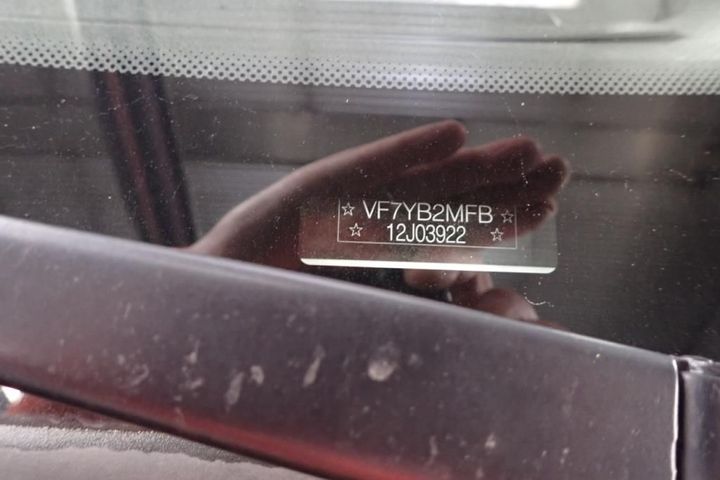 ☆ VF7YB2MFB ☆
☆ 12J03922 ☆